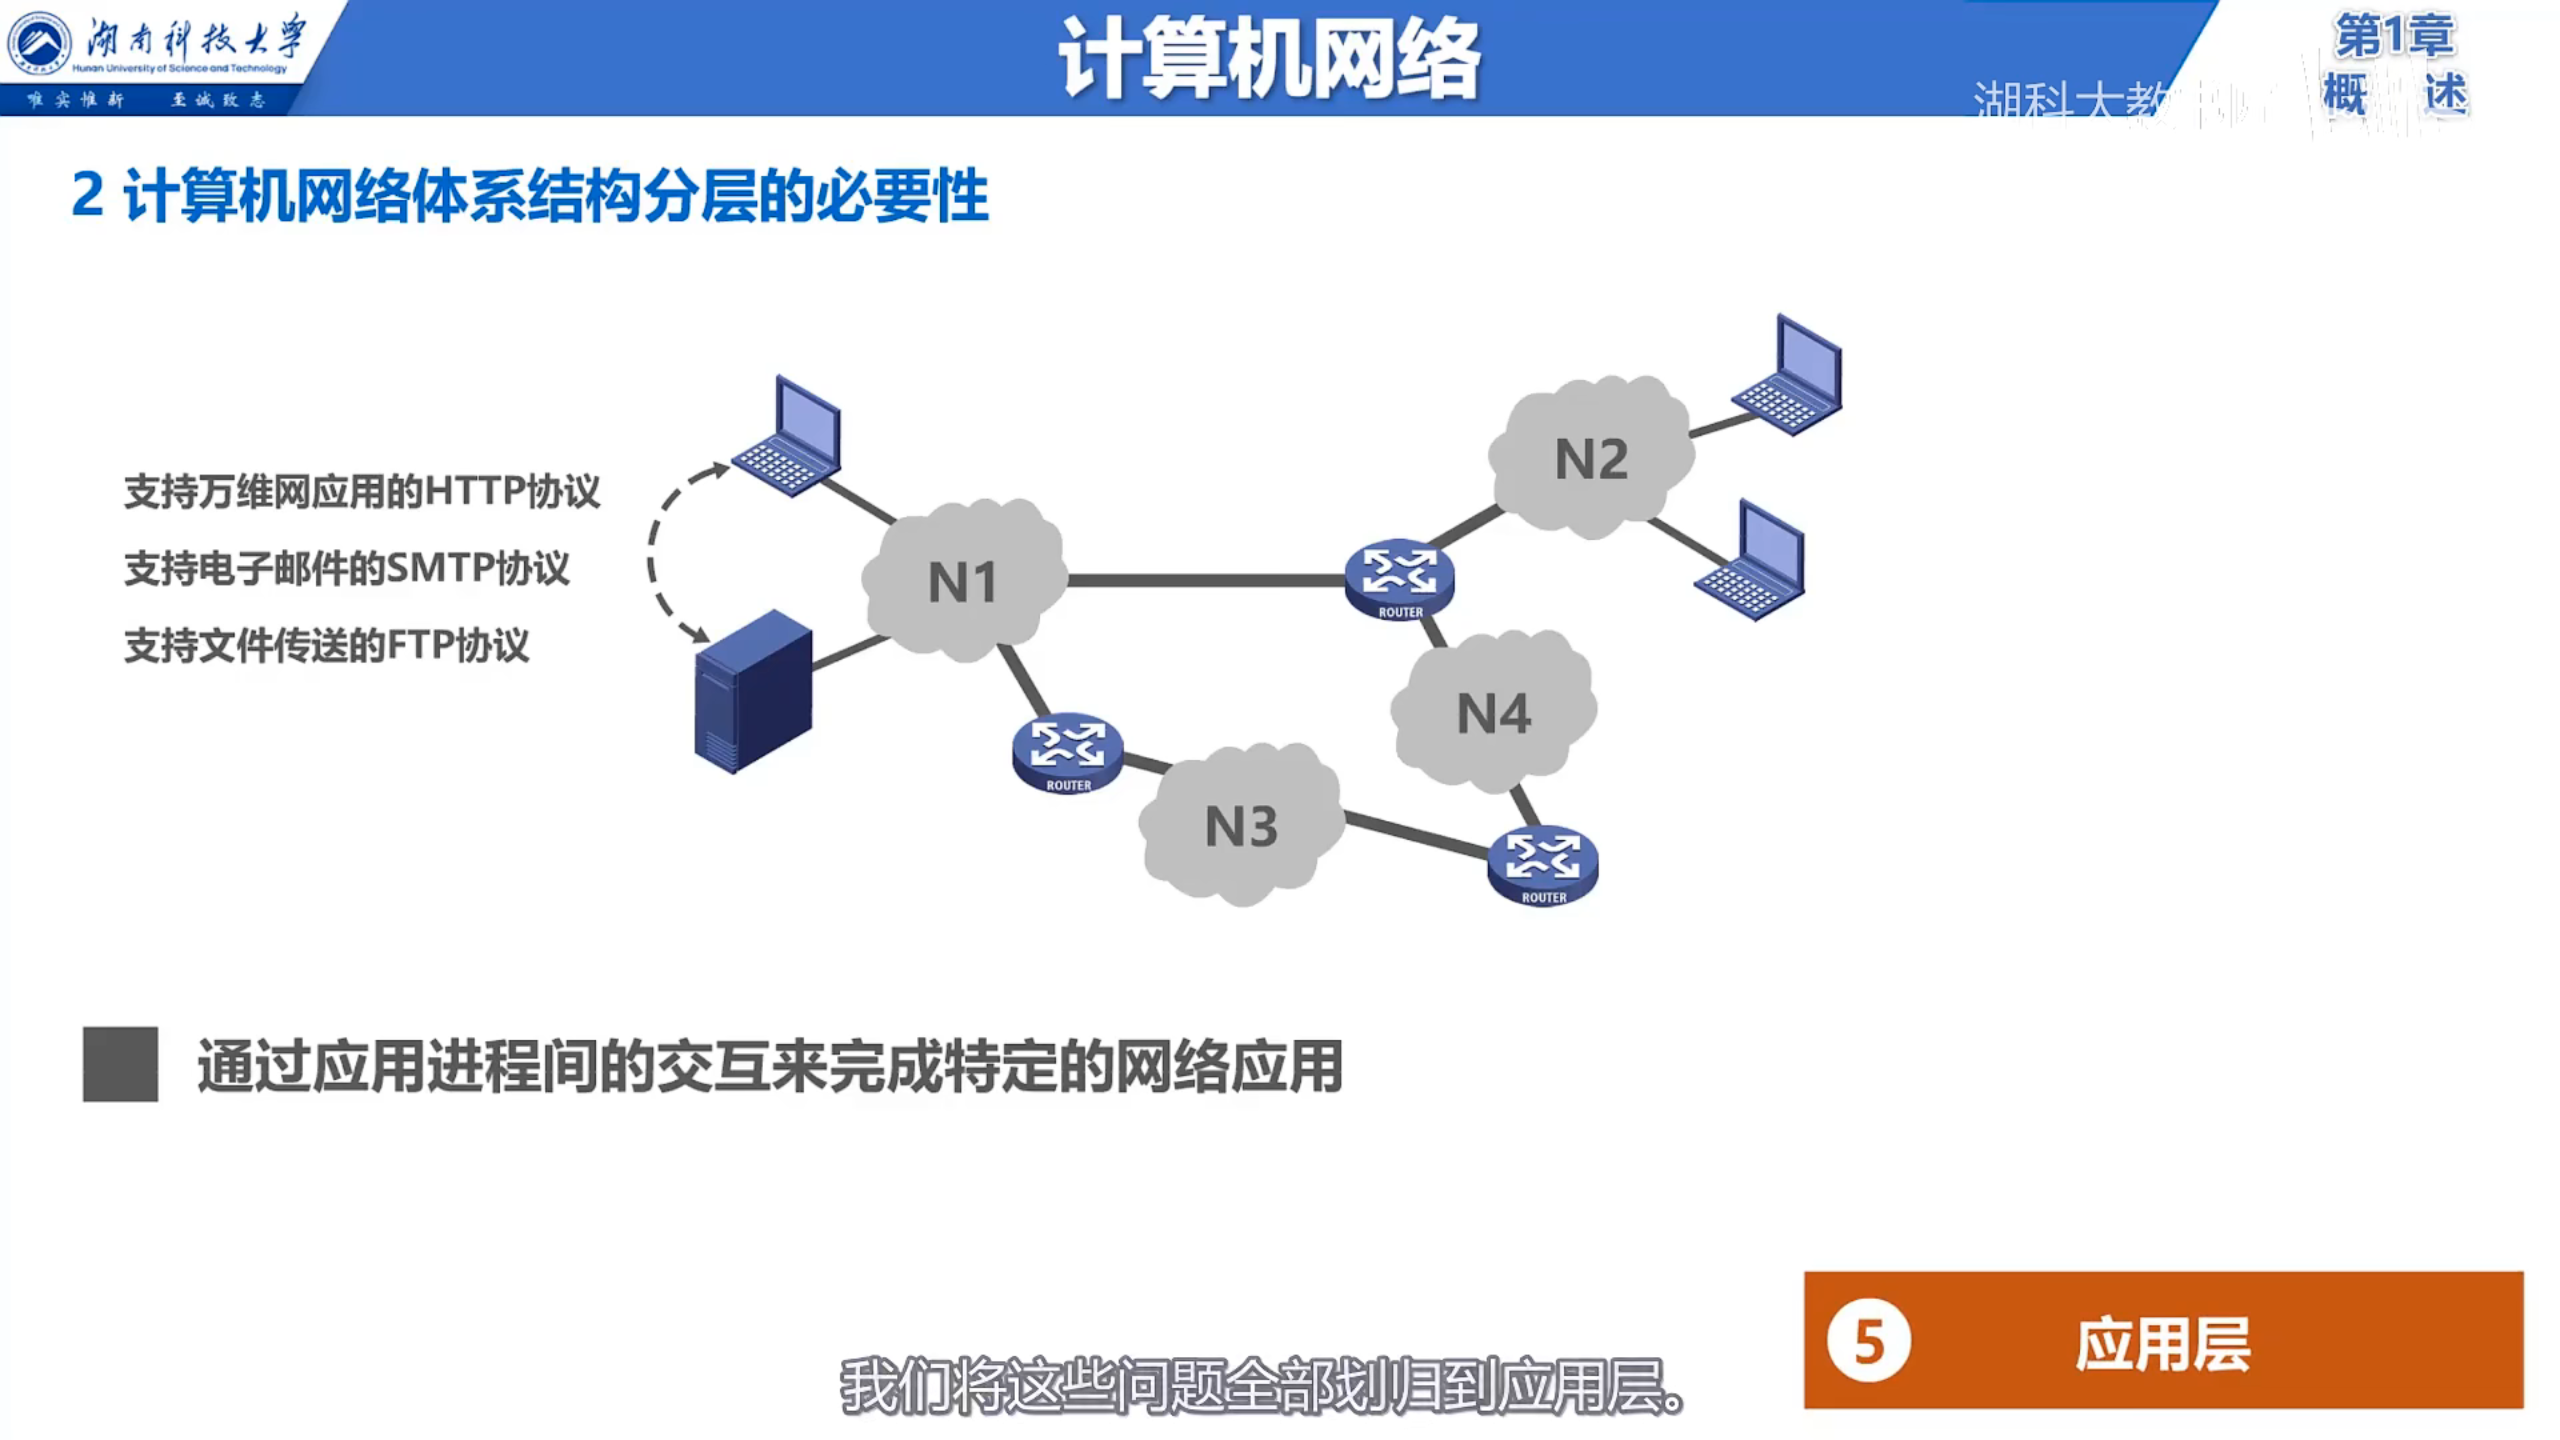 湖南科技大学
Hunan University of Science and Technology
唯实惟新 至诚致志
计算机网络
第1章
概 述
湖科大教
2 计算机网络体系结构分层的必要性
支持万维网应用的HTTP协议
支持电子邮件的SMTP协议
支持文件传送的FTP协议
N1
N2
ROUTER
N4
ROUTER
N3
ROUTER
通过应用进程间的交互来完成特定的网络应用
5 应用层
我们将这些问题全部划归到应用层。